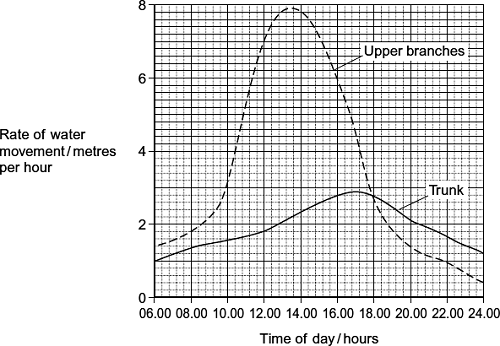 8
Upper branches
6
Rate of water
movement / metres
per hour
4
Trunk
2
0
06.00 08.00 10.00 12.00 14.00 16.00 18.00 20.00 22.00 24.00
Time of day / hours